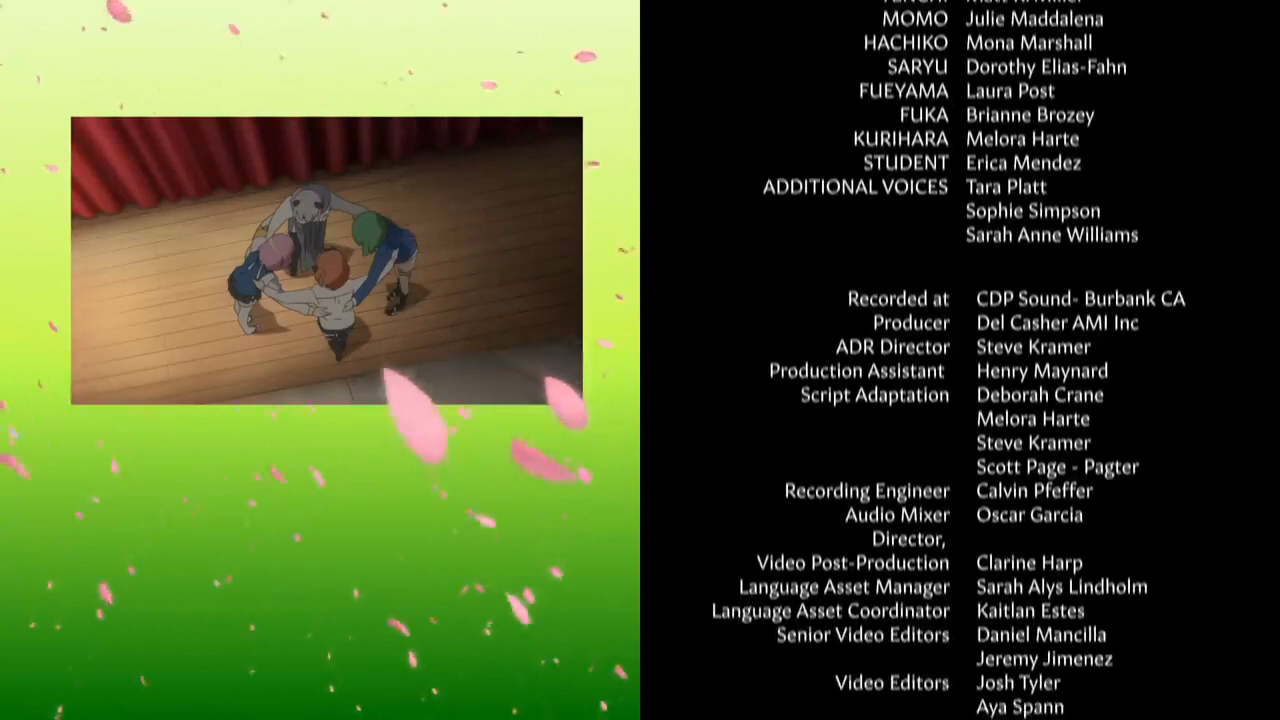 MOMO Julie Maddalena
HACHIKO Mona Marshall
SARYU Dorothy Elias-Fahn
FUEYAMA Laura Post
FUKA Brianne Brozey
KURIHARA Melora Harte
STUDENT Erica Mendez
ADDITIONAL VOICES Tara Platt
Sophie Simpson
Sarah Anne Williams
Recorded at CDP Sound- Burbank CA
Producer Del Casher AMI Inc
ADR Director Steve Kramer
Production Assistant Henry Maynard
Script Adaptation Deborah Crane
Melora Harte
Steve Kramer
Scott Page - Pagter
Recording Engineer Calvin Pfeffer
Audio Mixer Oscar Garcia
Director,
Video Post-Production Clarine Harp
Language Asset Manager Sarah Alys Lindholm
Language Asset Coordinator Kaitlan Estes
Senior Video Editors Daniel Mancilla
Jeremy Jimenez
Video Editors Josh Tyler
Aya Spann